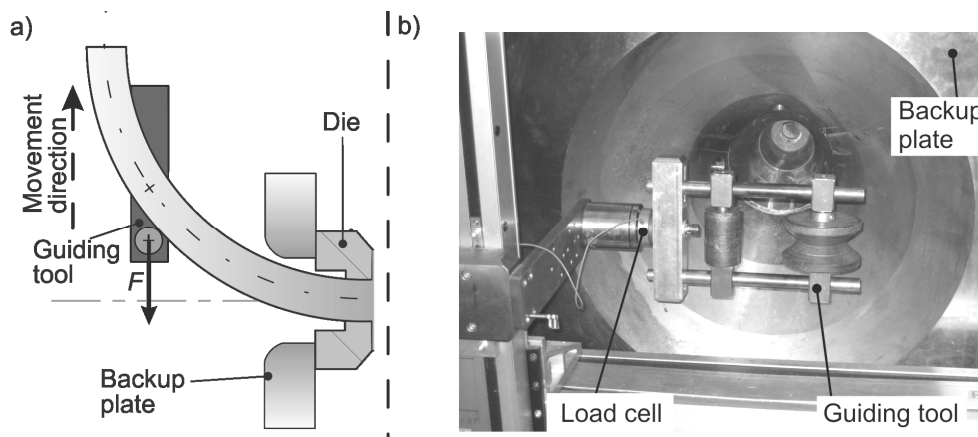 a)
Movement
direction
Guiding
tool
F
Die
Backup
plate
b)
Backup
plate
Load cell
Guiding tool